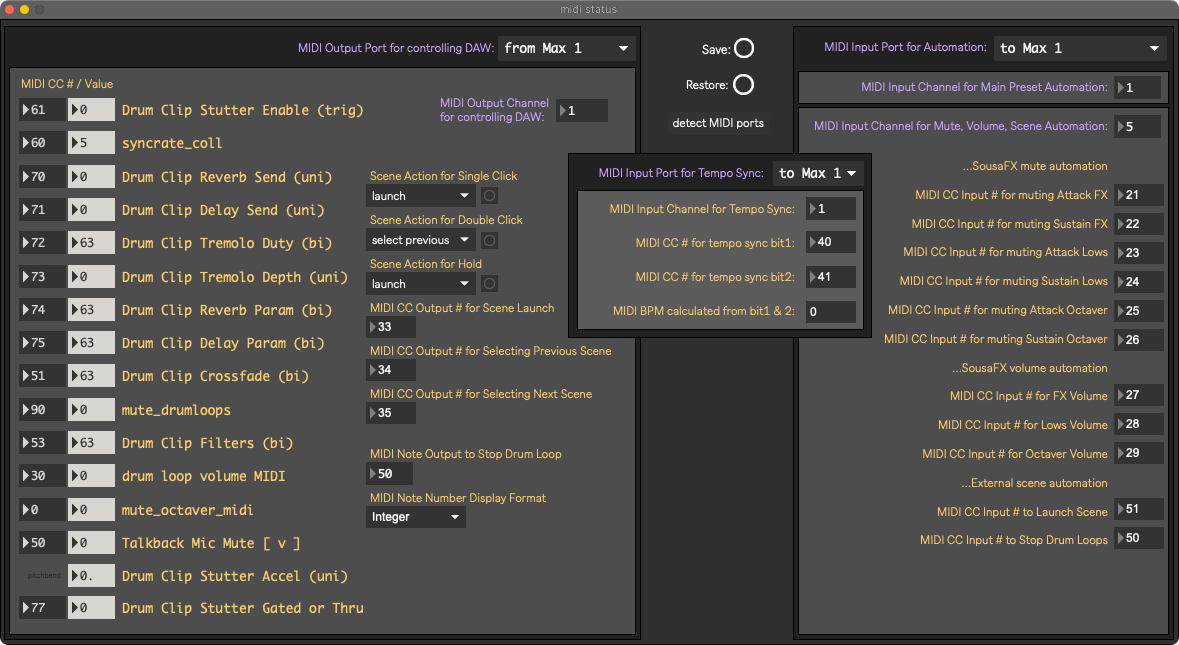 midi status
MIDI Output Port for controlling DAW: from Max 1
MIDI CC # / Value
61 0 Drum Clip Stutter Enable (trig)
60 5 syncrate_coll
70 0 Drum Clip Reverb Send (uni)
71 0 Drum Clip Delay Send (uni)
72 63 Drum Clip Tremolo Duty (bi)
73 0 Drum Clip Tremolo Depth (uni)
74 63 Drum Clip Reverb Param (bi)
75 63 Drum Clip Delay Param (bi)
51 63 Drum Clip Crossfade (bi)
90 0 mute_drumloops
53 63 Drum Clip Filters (bi)
30 0 drum loop volume MIDI
0 0 mute_octaver_midi
50 0 Talkback Mic Mute [ v ]
pitchbend 0. Drum Clip Stutter Accel (uni)
77 0 Drum Clip Stutter Gated or Thru
MIDI Output Channel
for controlling DAW: 1
Scene Action for Single Click
launch
Scene Action for Double Click
select previous
Scene Action for Hold
launch
MIDI CC Output # for Scene Launch
33
MIDI CC Output # for Selecting Previous Scene
34
MIDI CC Output # for Selecting Next Scene
35
MIDI Note Output to Stop Drum Loop
50
MIDI Note Number Display Format
Integer
Save:
Restore:
detect MIDI ports
MIDI Input Port for Tempo Sync: to Max 1
MIDI Input Channel for Tempo Sync: 1
MIDI CC # for tempo sync bit1: 40
MIDI CC # for tempo sync bit2: 41
MIDI BPM calculated from bit1 & 2: 0
MIDI Input Port for Automation: to Max 1
MIDI Input Channel for Main Preset Automation: 1
MIDI Input Channel for Mute, Volume, Scene Automation: 5
...SousaFX mute automation
MIDI CC Input # for muting Attack FX 21
MIDI CC Input # for muting Sustain FX 22
MIDI CC Input # for muting Attack Lows 23
MIDI CC Input # for muting Sustain Lows 24
MIDI CC Input # for muting Attack Octaver 25
MIDI CC Input # for muting Sustain Octaver 26
...SousaFX volume automation
MIDI CC Input # for FX Volume 27
MIDI CC Input # for Lows Volume 28
MIDI CC Input # for Octaver Volume 29
...External scene automation
MIDI CC Input # to Launch Scene 51
MIDI CC Input # to Stop Drum Loops 50